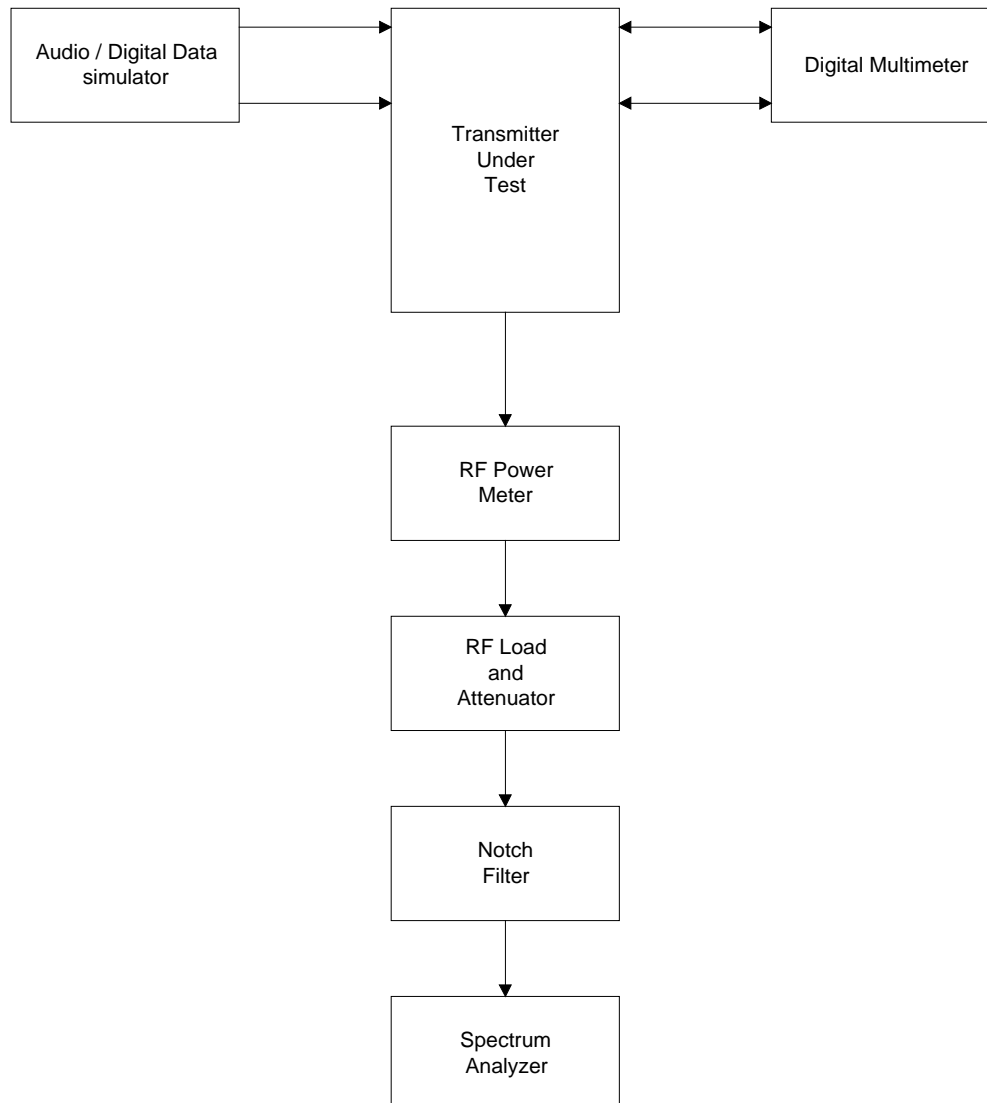 Audio / Digital Data
simulator
Transmitter
Under
Test
Digital Multimeter
RF Power
Meter
RF Load
and
Attenuator
Notch
Filter
Spectrum
Analyzer